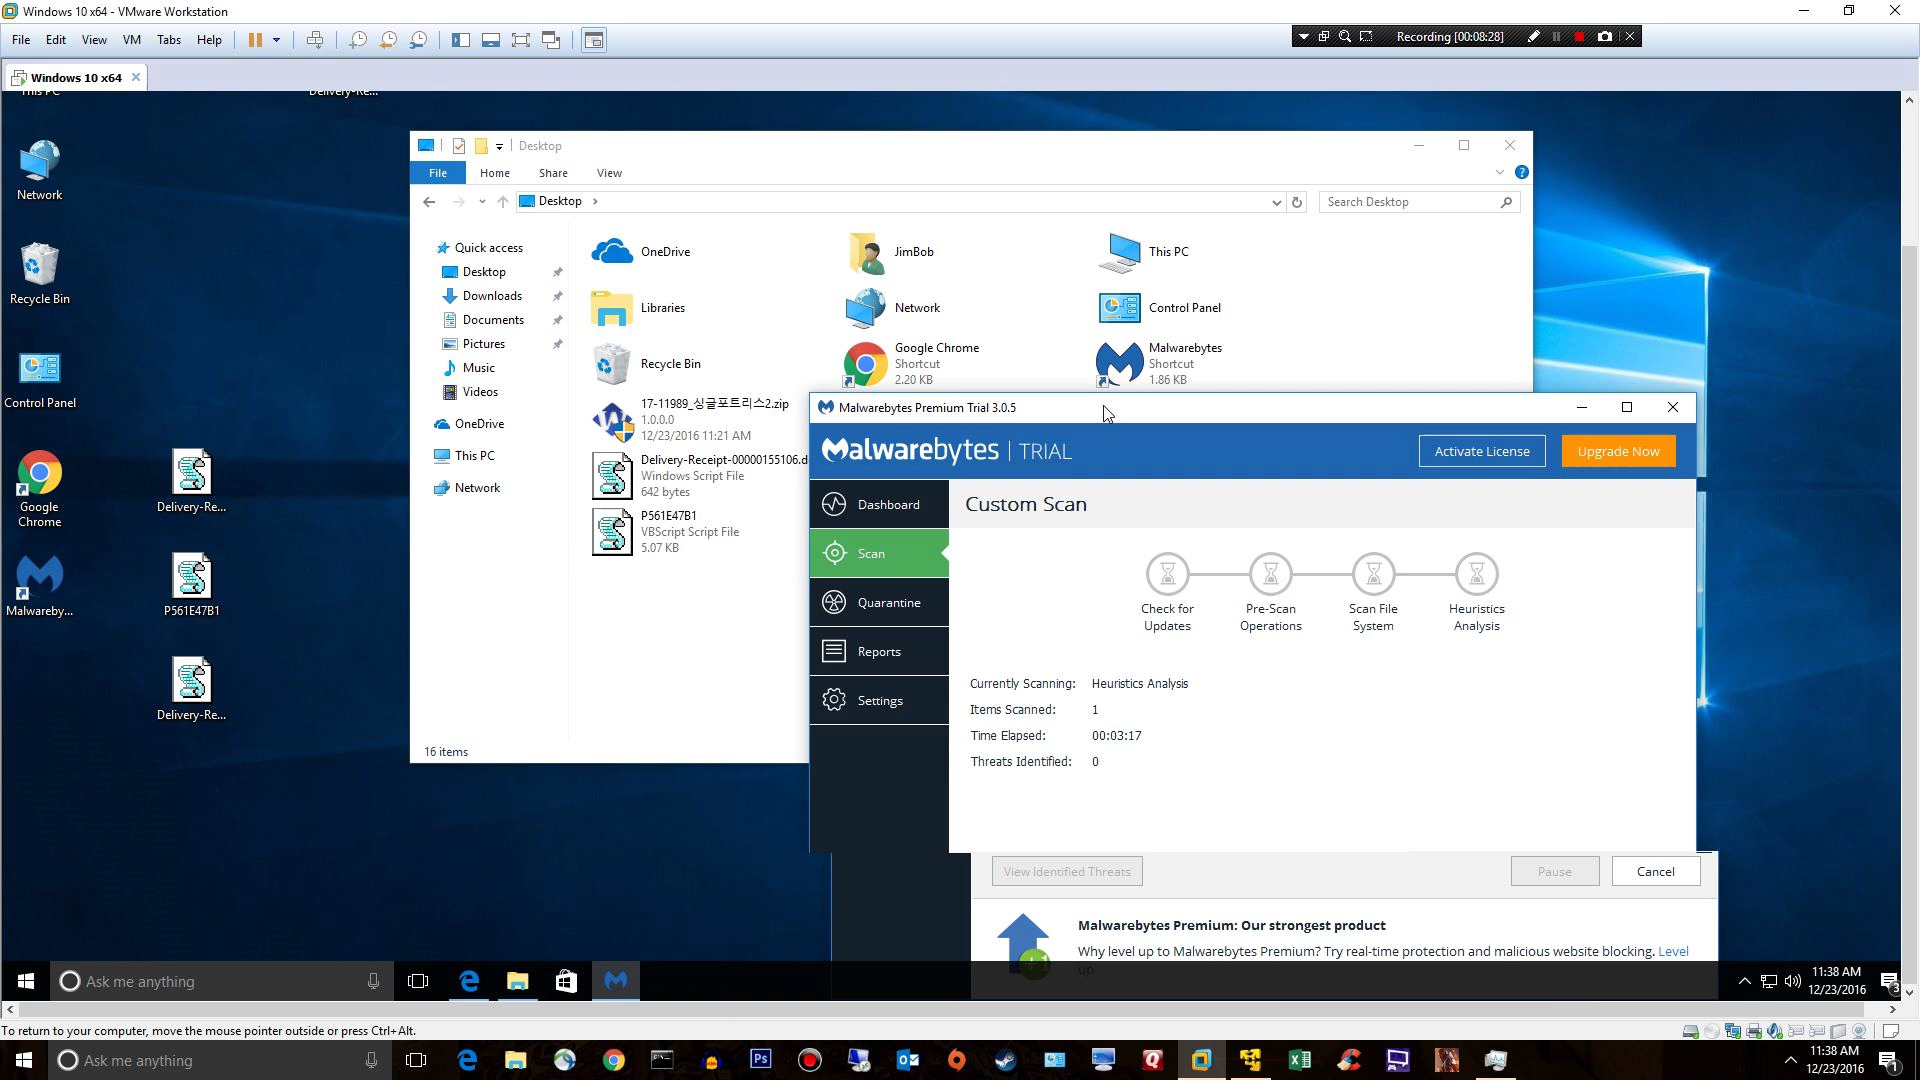 Windows 10 x64 - VMware Workstation
File Edit View VM Tabs Help
Recording [00:08:28]
Windows 10 x64
This PC
Delivery-Re...
Network
Recycle Bin
Control Panel
Google
Chrome
Malwareby...
Delivery-Re...
P561E47B1
Delivery-Re...
Desktop
File Home Share View
Desktop
Search Desktop
Quick access
Desktop
Downloads
Documents
Pictures
Music
Videos
OneDrive
This PC
Network
OneDrive
JimBob
This PC
Libraries
Network
Control Panel
Recycle Bin
Google Chrome
Shortcut
2.20 KB
Malwarebytes
Shortcut
1.86 KB
17-11989_싱글포트리스2.zip
1.0.0.0
12/23/2016 11:21 AM
Delivery-Receipt-00000155106.d
Windows Script File
642 bytes
P561E47B1
VBScript Script File
5.07 KB
16 items
Malwarebytes Premium Trial 3.0.5
Malwarebytes | TRIAL
Activate License
Upgrade Now
Dashboard
Scan
Quarantine
Reports
Settings
Custom Scan
Check for
Updates
Pre-Scan
Operations
Scan File
System
Heuristics
Analysis
Currently Scanning: Heuristics Analysis
Items Scanned: 1
Time Elapsed: 00:03:17
Threats Identified: 0
View Identified Threats
Pause
Cancel
Malwarebytes Premium: Our strongest product
Why level up to Malwarebytes Premium? Try real-time protection and malicious website blocking. Level
up
+1
Ask me anything
11:38 AM
12/23/2016
3
To return to your computer, move the mouse pointer outside or press Ctrl+Alt.
Ask me anything
Ps
11:38 AM
12/23/2016
1